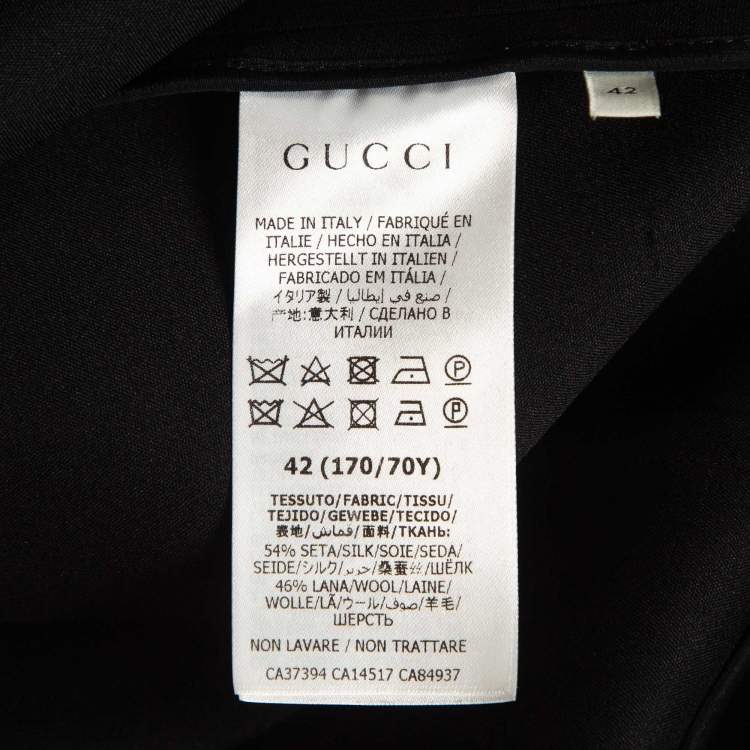 42
GUCCI
MADE IN ITALY / FABRIQUÉ EN
ITALIE / HECHO EN ITALIA /
HERGESTELLT IN ITALIEN /
FABRICADO EM ITÁLIA /
イタリア製 / صنع في إيطاليا /
产地:意大利 / СДЕЛАНО В
ИТАЛИИ
P
P
42 (170/70Y)
TESSUTO/FABRIC/TISSU/
TEJIDO/GEWEBE/TECIDO/
表地/قماش/面料/ТКАНЬ:
54% SETA/SILK/SOIE/SEDA/
SEIDE/シルク/حرير/桑蚕丝/ШЁЛК
46% LANA/WOOL/LAINE/
WOLLE/LÃ/ウール/صوف/羊毛/
ШЕРСТЬ
NON LAVARE / NON TRATTARE
CA37394 CA14517 CA84937